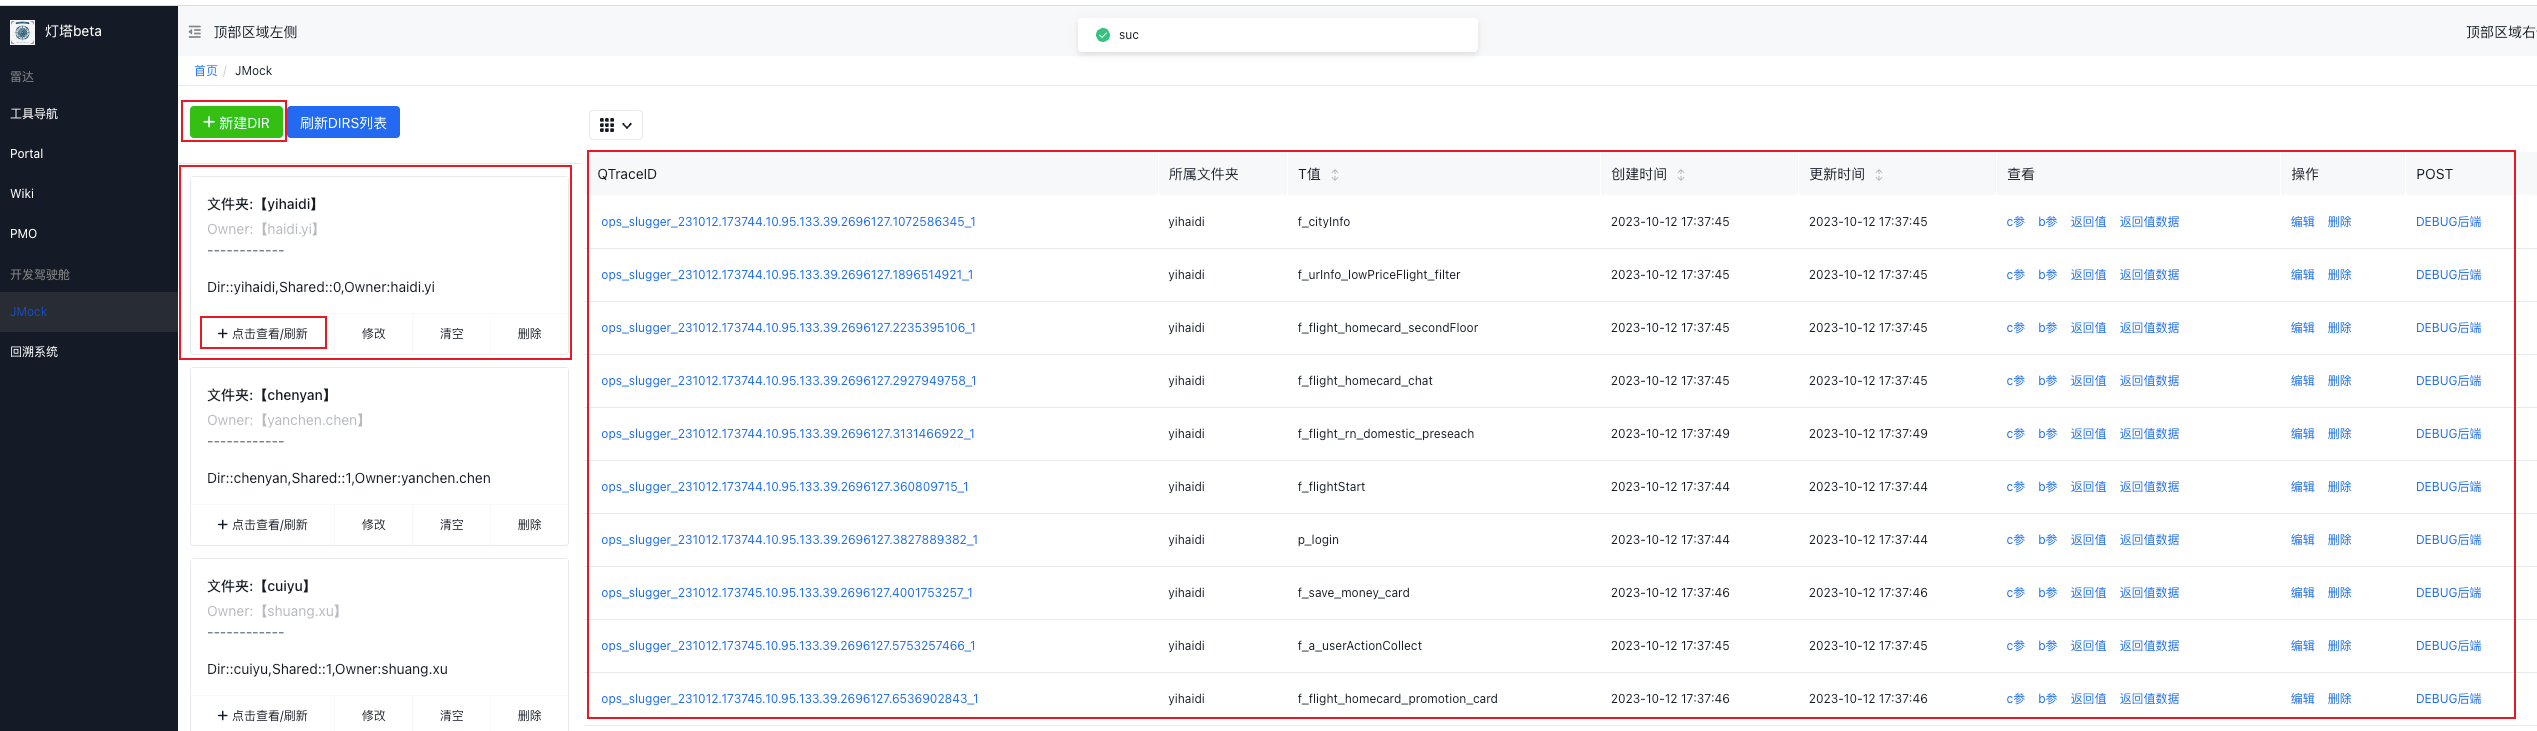 灯塔beta
雷达
工具导航
Portal
Wiki
PMO
开发驾驶舱
JMock
回溯系统
顶部区域左侧
suc
顶部区域右
首页 / JMock
+ 新建DIR 刷新DIRS列表
文件夹:【yihaidi】
Owner:【haidi.yi】
------------
Dir::yihaidi,Shared::0,Owner:haidi.yi
+ 点击查看/刷新 修改 清空 删除
文件夹:【chenyan】
Owner:【yanchen.chen】
------------
Dir::chenyan,Shared::1,Owner:yanchen.chen
+ 点击查看/刷新 修改 清空 删除
文件夹:【cuiyu】
Owner:【shuang.xu】
------------
Dir::cuiyu,Shared::1,Owner:shuang.xu
+ 点击查看/刷新 修改 清空 删除
QTraceID 所属文件夹 T值 创建时间 更新时间 查看 操作 POST
ops_slugger_231012.173744.10.95.133.39.2696127.1072586345_1 yihaidi f_cityInfo 2023-10-12 17:37:45 2023-10-12 17:37:45 c参 b参 返回值 返回值数据 编辑 删除 DEBUG后端
ops_slugger_231012.173744.10.95.133.39.2696127.1896514921_1 yihaidi f_urInfo_lowPriceFlight_filter 2023-10-12 17:37:45 2023-10-12 17:37:45 c参 b参 返回值 返回值数据 编辑 删除 DEBUG后端
ops_slugger_231012.173744.10.95.133.39.2696127.2235395106_1 yihaidi f_flight_homecard_secondFloor 2023-10-12 17:37:45 2023-10-12 17:37:45 c参 b参 返回值 返回值数据 编辑 删除 DEBUG后端
ops_slugger_231012.173744.10.95.133.39.2696127.2927949758_1 yihaidi f_flight_homecard_chat 2023-10-12 17:37:45 2023-10-12 17:37:45 c参 b参 返回值 返回值数据 编辑 删除 DEBUG后端
ops_slugger_231012.173744.10.95.133.39.2696127.3131466922_1 yihaidi f_flight_rn_domestic_preseach 2023-10-12 17:37:49 2023-10-12 17:37:49 c参 b参 返回值 返回值数据 编辑 删除 DEBUG后端
ops_slugger_231012.173744.10.95.133.39.2696127.360809715_1 yihaidi f_flightStart 2023-10-12 17:37:44 2023-10-12 17:37:44 c参 b参 返回值 返回值数据 编辑 删除 DEBUG后端
ops_slugger_231012.173744.10.95.133.39.2696127.3827889382_1 yihaidi p_login 2023-10-12 17:37:44 2023-10-12 17:37:44 c参 b参 返回值 返回值数据 编辑 删除 DEBUG后端
ops_slugger_231012.173745.10.95.133.39.2696127.4001753257_1 yihaidi f_save_money_card 2023-10-12 17:37:46 2023-10-12 17:37:46 c参 b参 返回值 返回值数据 编辑 删除 DEBUG后端
ops_slugger_231012.173745.10.95.133.39.2696127.5753257466_1 yihaidi f_a_userActionCollect 2023-10-12 17:37:45 2023-10-12 17:37:45 c参 b参 返回值 返回值数据 编辑 删除 DEBUG后端
ops_slugger_231012.173745.10.95.133.39.2696127.6536902843_1 yihaidi f_flight_homecard_promotion_card 2023-10-12 17:37:46 2023-10-12 17:37:46 c参 b参 返回值 返回值数据 编辑 删除 DEBUG后端